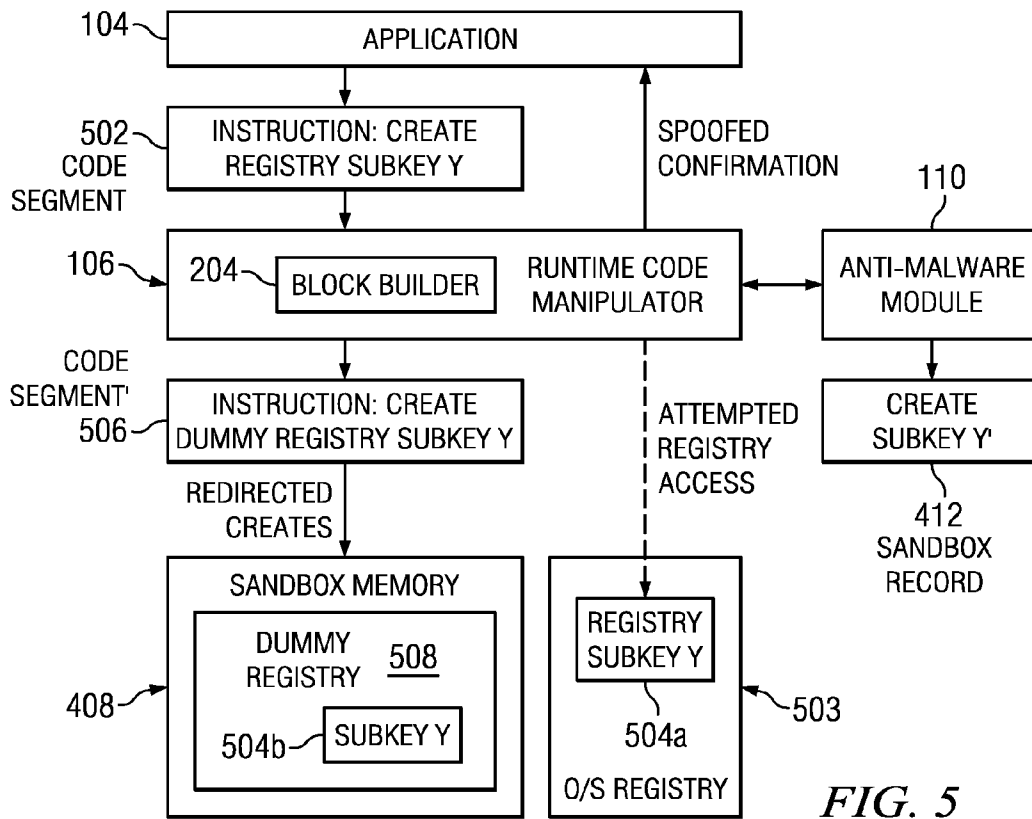 104
APPLICATION
502
CODE
SEGMENT
INSTRUCTION: CREATE
REGISTRY SUBKEY Y
SPOOFED
CONFIRMATION
110
106
204
BLOCK BUILDER
RUNTIME CODE
MANIPULATOR
ANTI-MALWARE
MODULE
CODE
SEGMENT'
506
INSTRUCTION: CREATE
DUMMY REGISTRY SUBKEY Y
ATTEMPTED
REGISTRY
ACCESS
CREATE
SUBKEY Y'
412
SANDBOX
RECORD
REDIRECTED
CREATES
SANDBOX MEMORY
DUMMY
REGISTRY
508
408
504b
SUBKEY Y
REGISTRY
SUBKEY Y
504a
503
O/S REGISTRY
FIG. 5